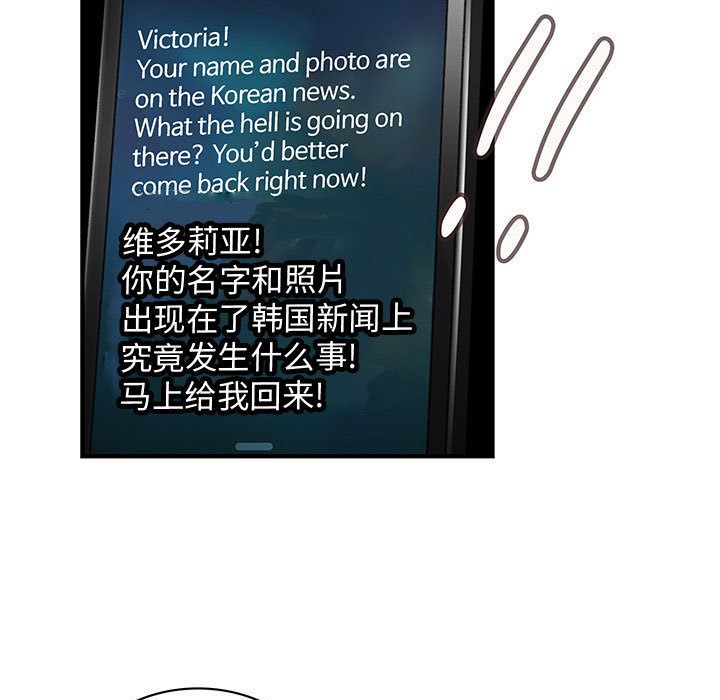 Victoria!
Your name and photo are
on the Korean news.
What the hell is going on
there? You'd better
come back right now!
维多莉亚!
你的名字和照片
出现在了韩国新闻上
究竟发生什么事!
马上给我回来!